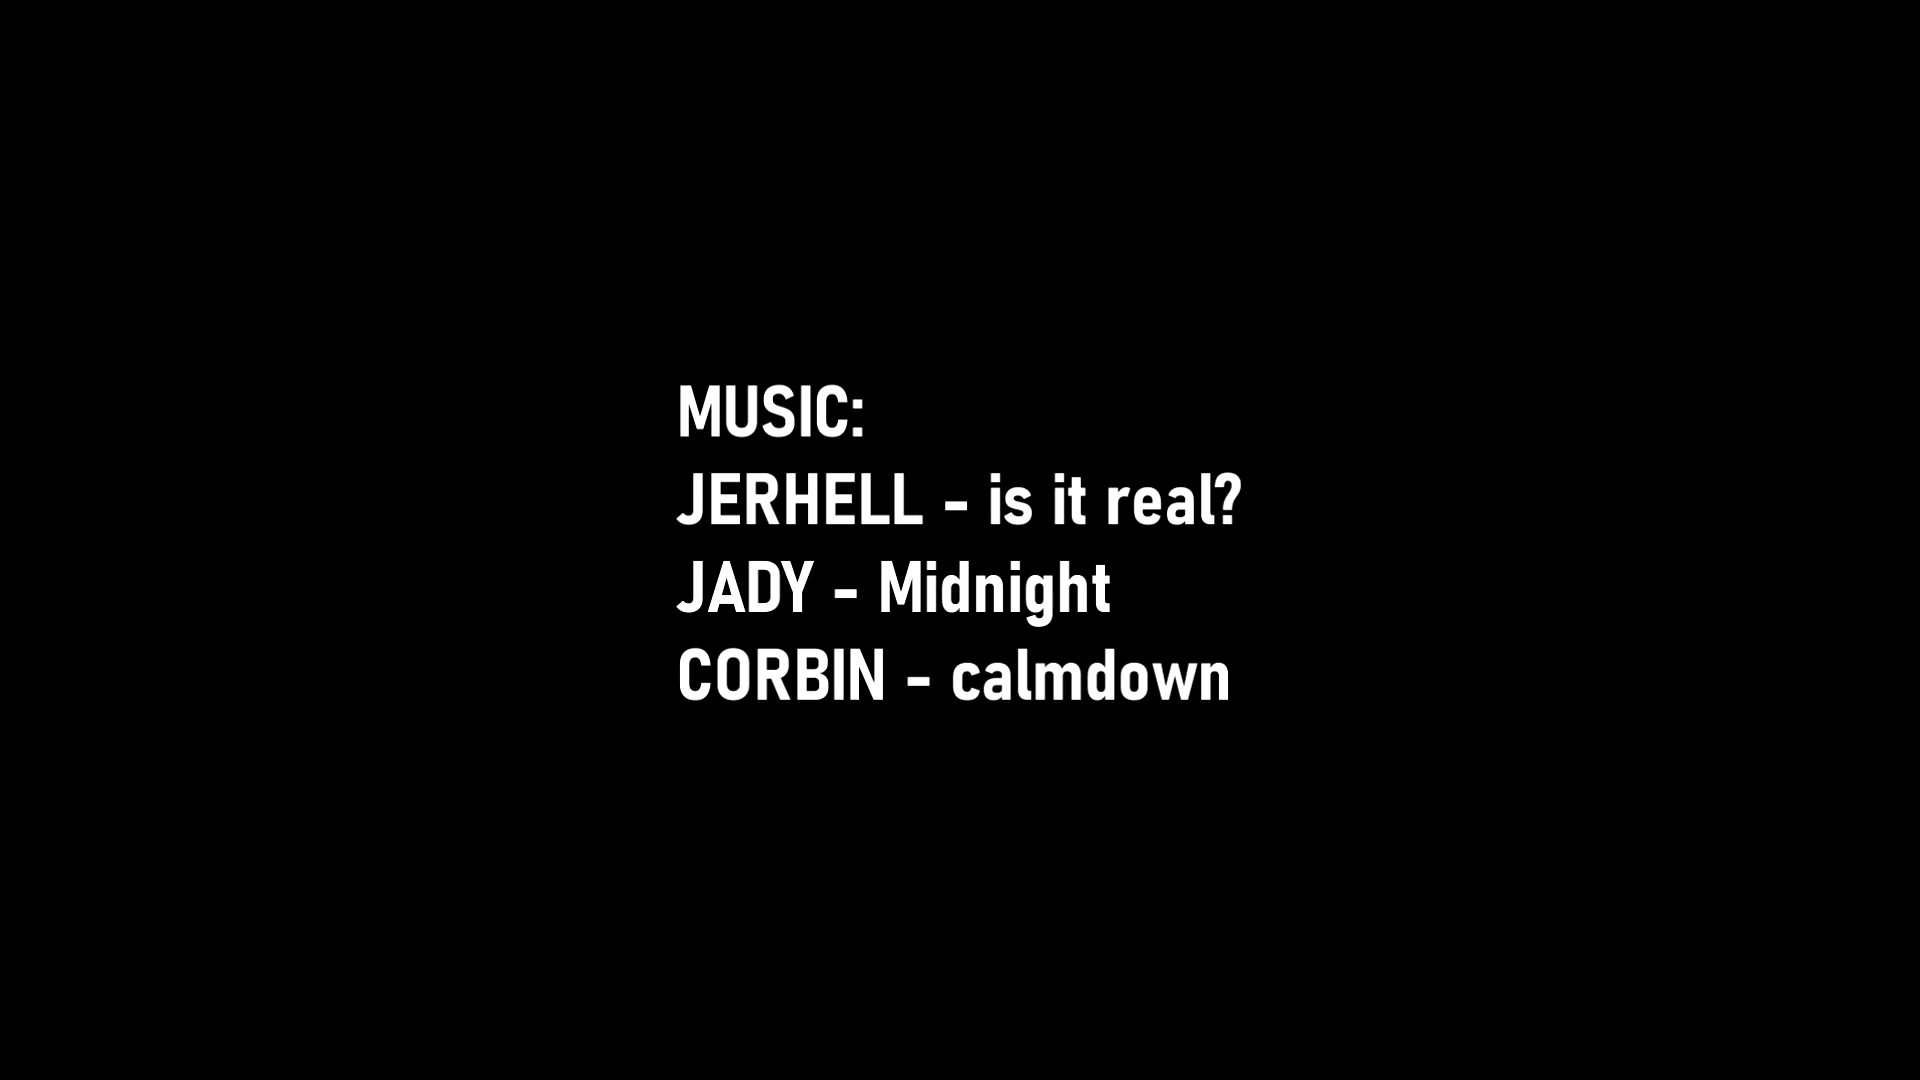 MUSIC:
JERHELL - is it real?
JADY - Midnight
CORBIN - calmdown